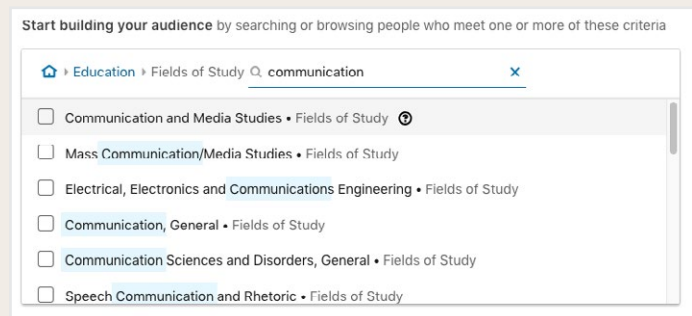 Start building your audience by searching or browsing people who meet one or more of these criteria
Education Fields of Study communication
Communication and Media Studies • Fields of Study
Mass Communication/Media Studies • Fields of Study
Electrical, Electronics and Communications Engineering • Fields of Study
Communication, General • Fields of Study
Communication Sciences and Disorders, General • Fields of Study
Speech Communication and Rhetoric • Fields of Study